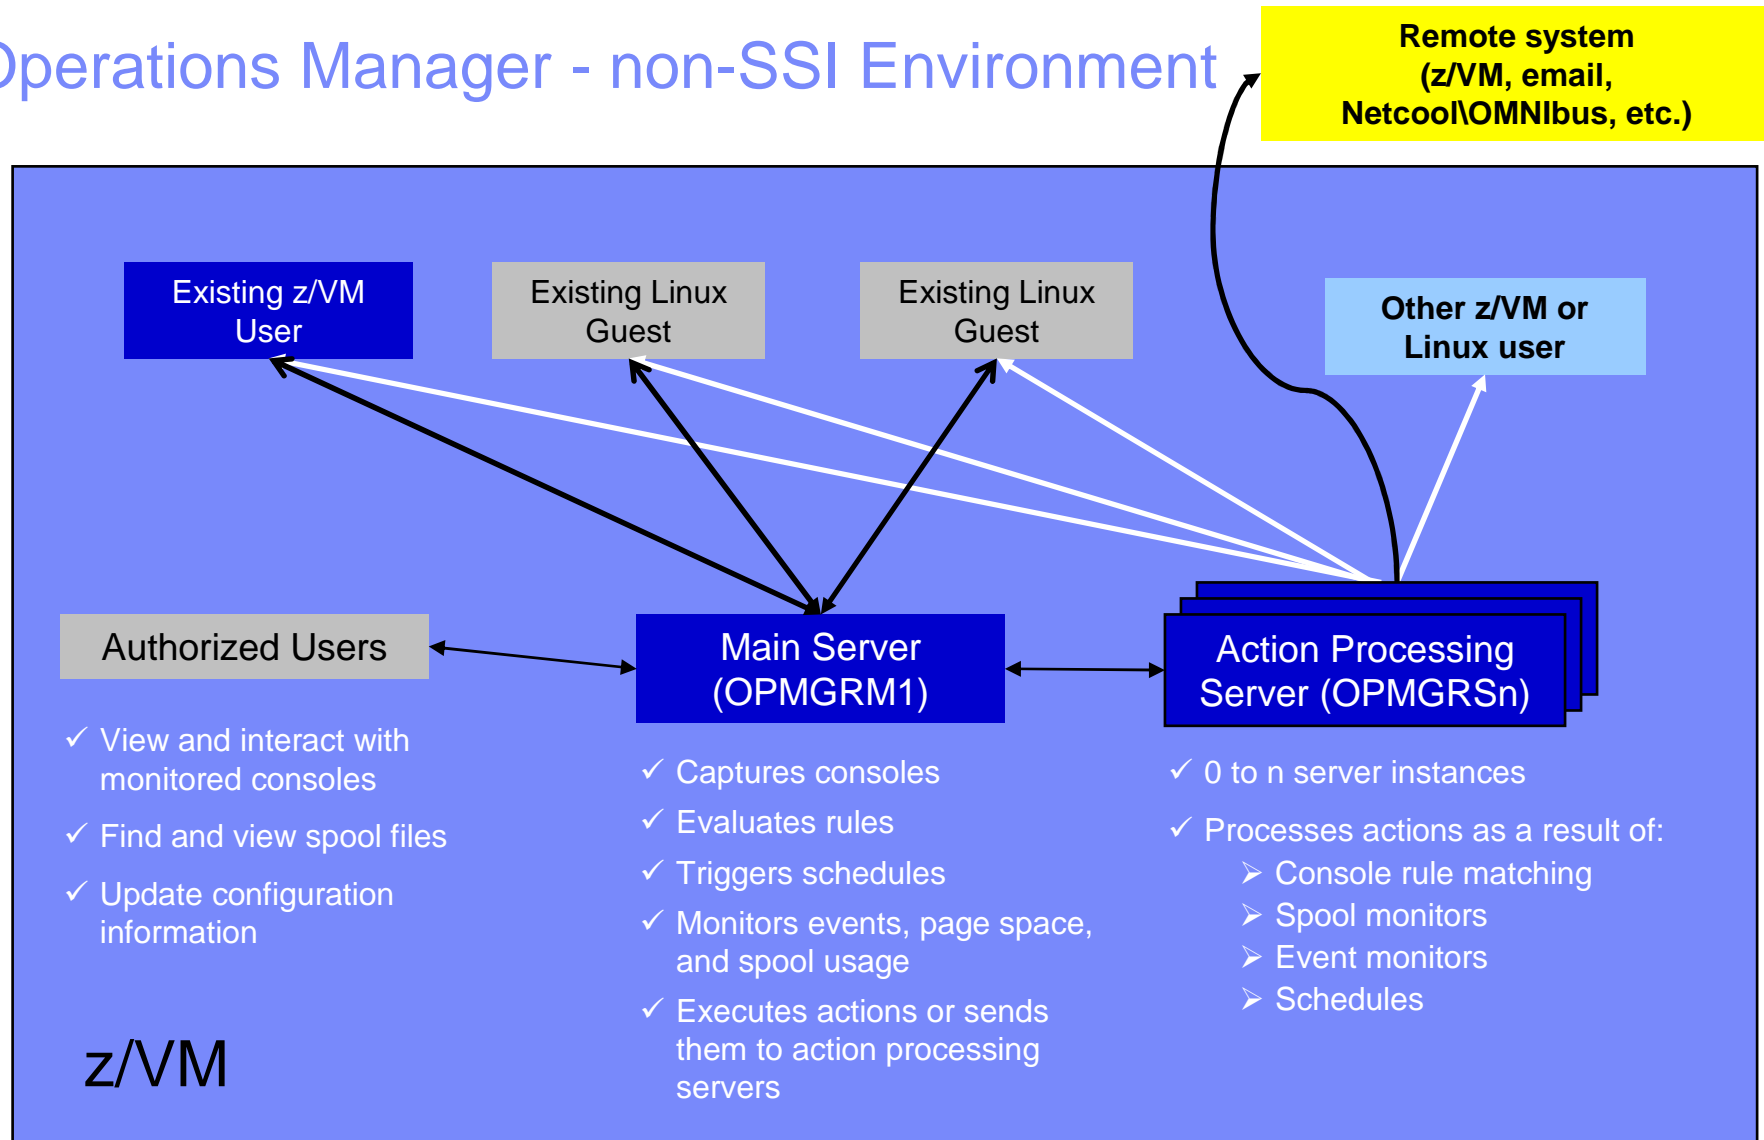 Operations Manager - non-SSI Environment
Remote system
(z/VM, email,
Netcool\OMNIbus, etc.)
Existing z/VM
User
Existing Linux
Guest
Existing Linux
Guest
Other z/VM or
Linux user
Authorized Users
Main Server
(OPMGRM1)
Action Processing
Server (OPMGRSn)
✓ View and interact with
monitored consoles
✓ Find and view spool files
✓ Update configuration
information
✓ Captures consoles
✓ Evaluates rules
✓ Triggers schedules
✓ Monitors events, page space,
and spool usage
✓ Executes actions or sends
them to action processing
servers
✓ 0 to n server instances
✓ Processes actions as a result of:
➢ Console rule matching
➢ Spool monitors
➢ Event monitors
➢ Schedules
z/VM